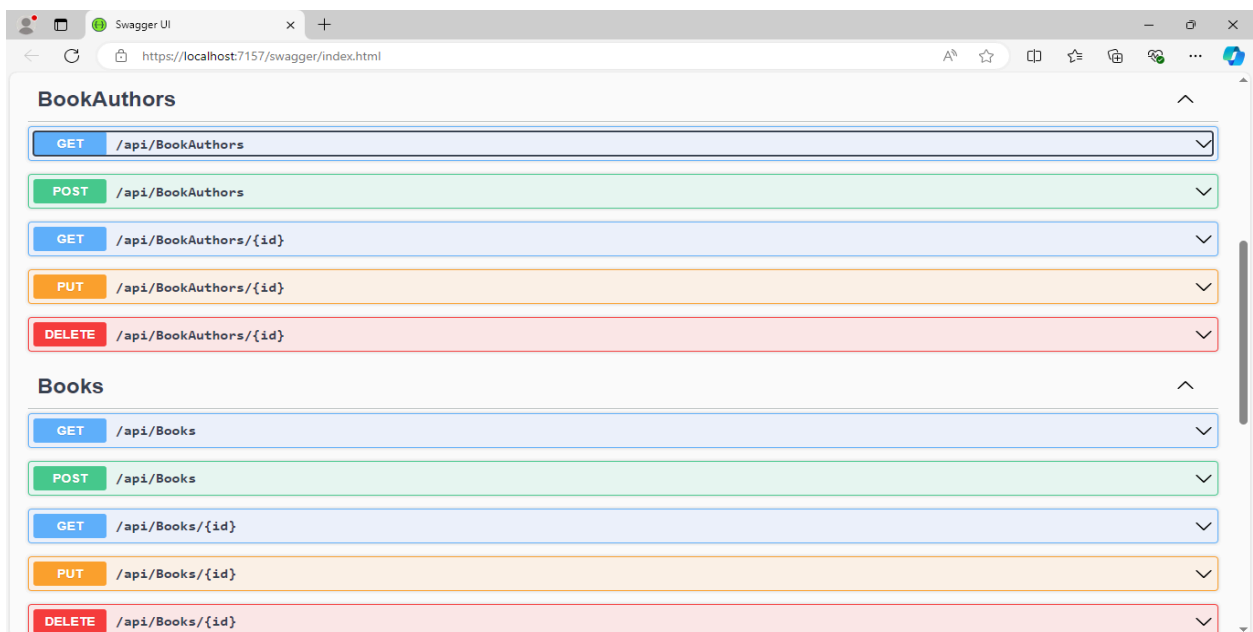 Swagger UI
https://localhost:7157/swagger/index.html
BookAuthors
GET /api/BookAuthors
POST /api/BookAuthors
GET /api/BookAuthors/{id}
PUT /api/BookAuthors/{id}
DELETE /api/BookAuthors/{id}
Books
GET /api/Books
POST /api/Books
GET /api/Books/{id}
PUT /api/Books/{id}
DELETE /api/Books/{id}